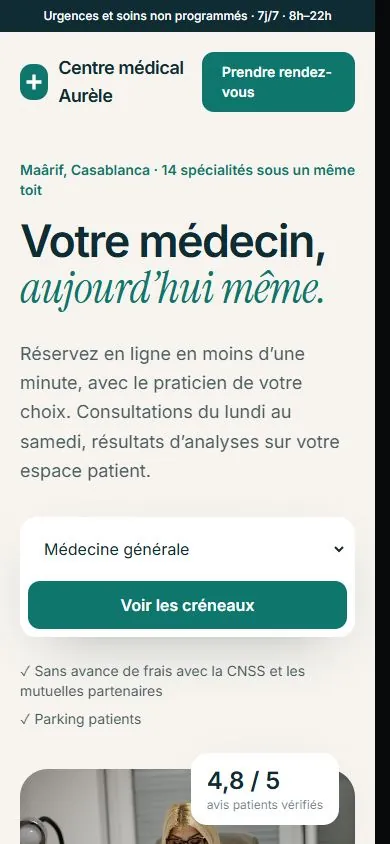 Urgences et soins non programmés · 7j/7 · 8h–22h
Centre médical
Aurèle
Prendre rendez-
vous
Maârif, Casablanca · 14 spécialités sous un même
toit
Votre médecin,
aujourd’hui même.
Réservez en ligne en moins d’une
minute, avec le praticien de votre
choix. Consultations du lundi au
samedi, résultats d’analyses sur votre
espace patient.
Médecine générale
Voir les créneaux
✓ Sans avance de frais avec la CNSS et les
mutuelles partenaires
✓ Parking patients
4,8 / 5
avis patients vérifiés